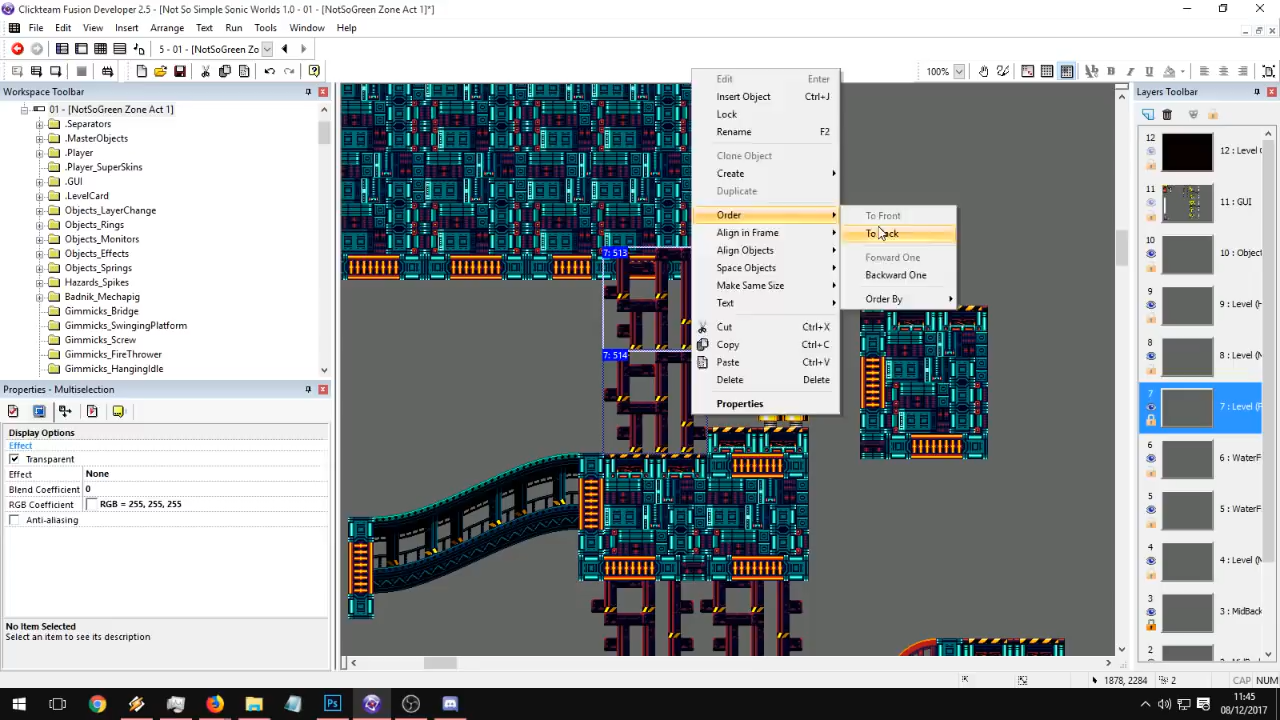 Clickteam Fusion Developer 2.5 - [Not So Simple Sonic Worlds 1.0 - 01 - [NotSoGreen Zone Act 1]*]
File Edit View Insert Arrange Text Run Tools Window Help
5 - 01 - [NotSoGreen Zo
100%
Workspace Toolbar
01 - [NotSoGreen Zone Act 1]
.Separators
.MasterObjects
.Player
Player_SuperSkins
.GUI
.LevelCard
Objects_LayerChange
Objects_Rings
Objects_Monitors
Objects_Effects
Objects_Springs
Hazards_Spikes
Badnik_Mechapig
Gimmicks_Bridge
Gimmicks_SwingingPlatform
Gimmicks_Screw
Gimmicks_FireThrower
Gimmicks_HangingIdle
Properties - Multiselection
Display Options
Effect
Transparent
Effect None
Blend Coefficient 0
RGB Coefficient RGB = 255, 255, 255
Anti-aliasing
No Item Selected
Select an item to see its description
7: 513
7: 514
Edit Enter
Insert Object Ctrl+J
Lock
Rename F2
Clone Object
Create
Duplicate
Order
Align in Frame
Align Objects
Space Objects
Make Same Size
Text
Cut Ctrl+X
Copy Ctrl+C
Paste Ctrl+V
Delete Delete
Properties
To Front
To Back
Forward One
Backward One
Order By
Layers Toolbar
12 12 : Level (
11 11 : GUI
10 10 : Object
9 9 : Level (
8 8 : Level (
7 7 : Level (F
6 6 : WaterF
5 5 : WaterF
4 4 : Level (
3 3 : MidBack
2
1878, 2284 2 CAP NUM
11:45
08/12/2017